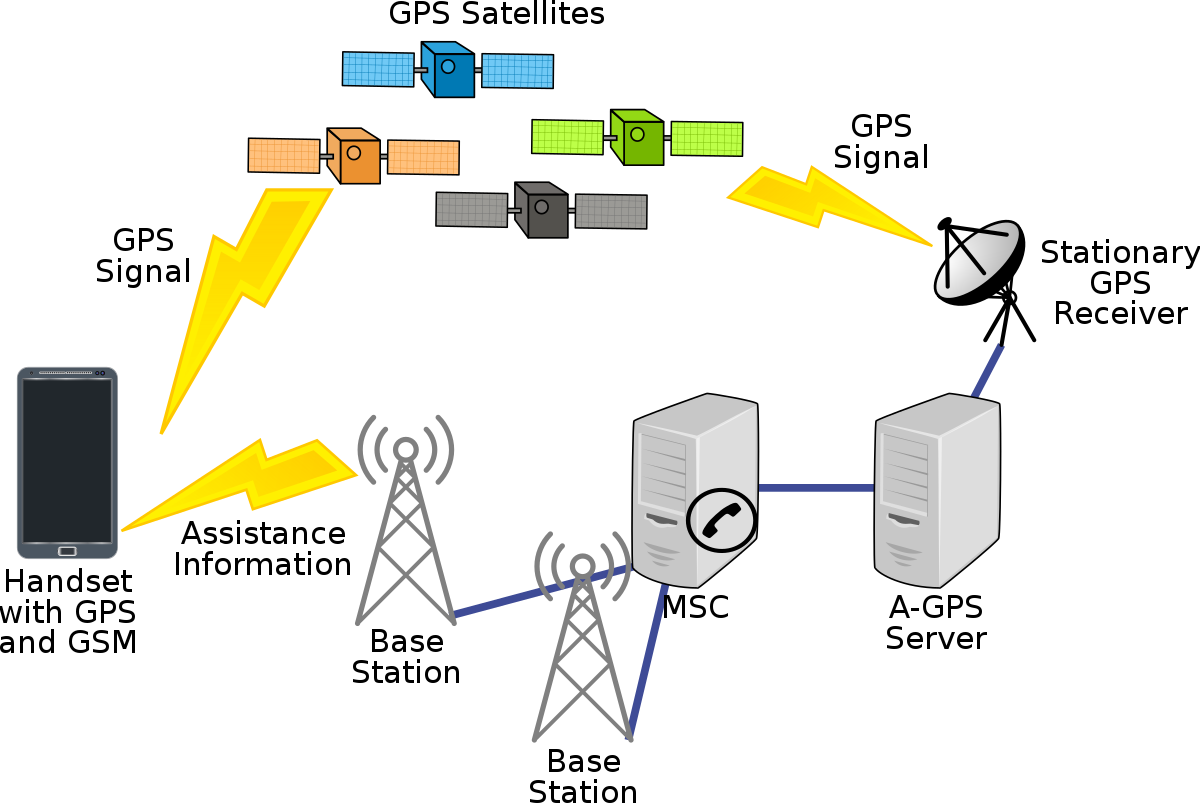 GPS Satellites
GPS
Signal
GPS
Signal
Stationary
GPS
Receiver
Assistance
Information
Handset
with GPS
and GSM
Base
Station
MSC
A-GPS
Server
Base
Station